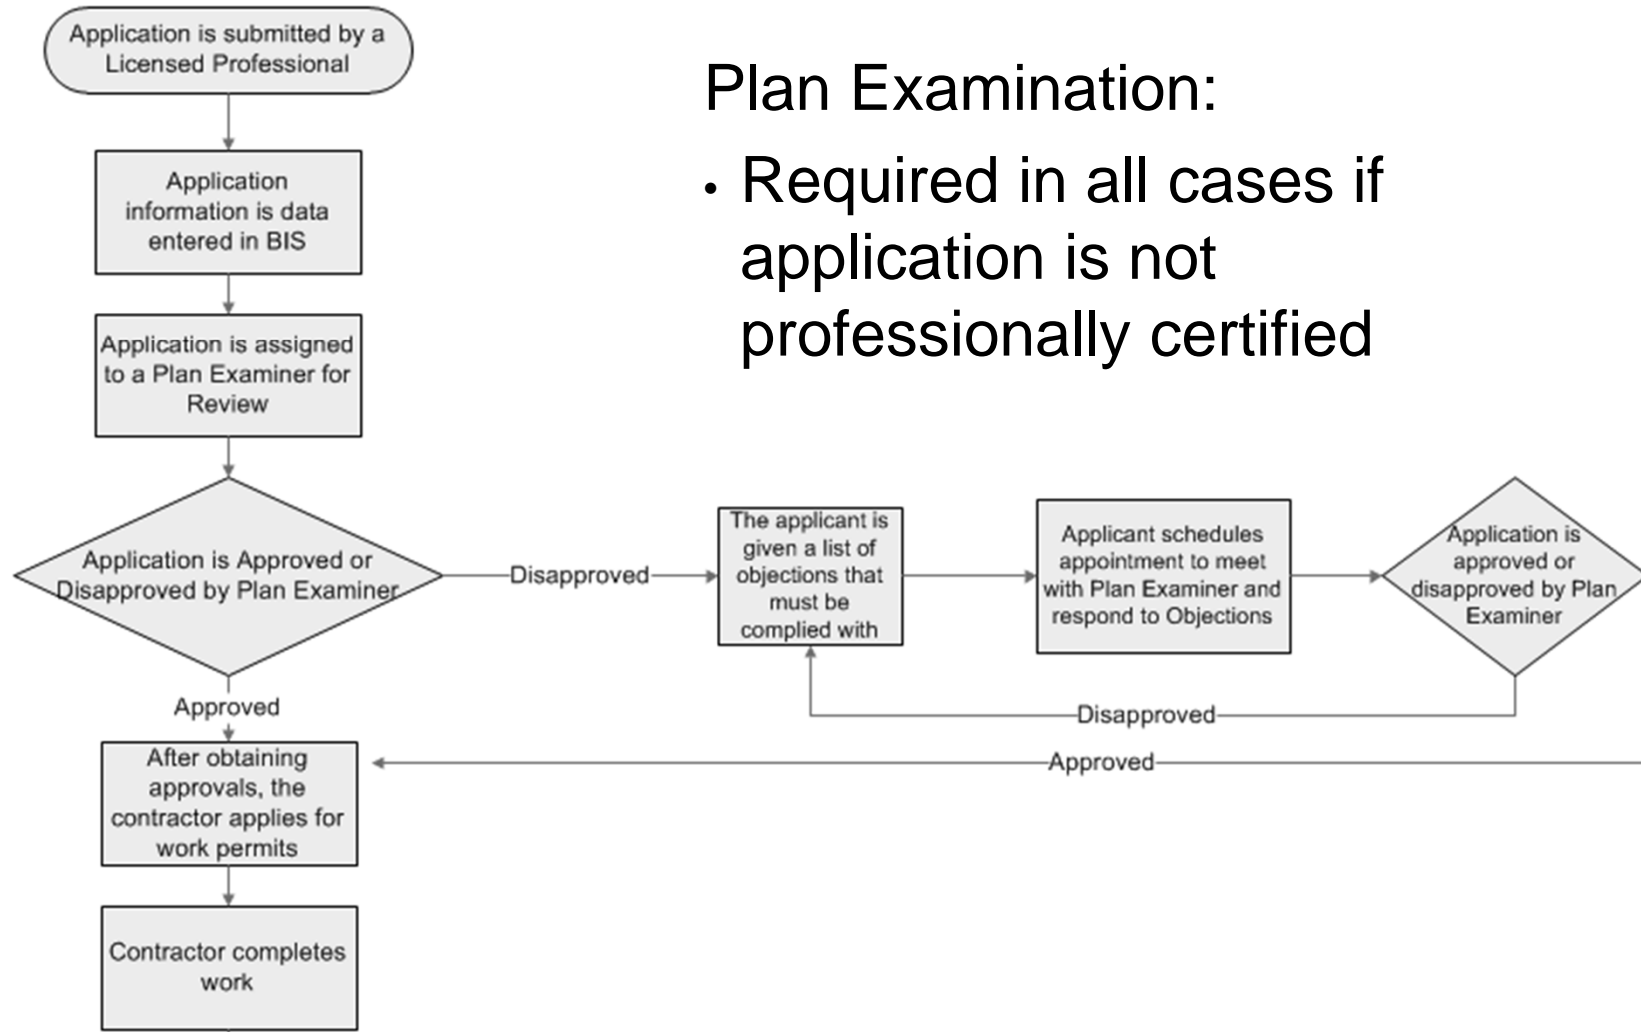 Application is submitted by a
Licensed Professional
Plan Examination:
• Required in all cases if
application is not
professionally certified
Application
information is data
entered in BIS
Application is assigned
to a Plan Examiner for
Review
Application is Approved or
Disapproved by Plan Examiner
Disapproved
The applicant is
given a list of
objections that
must be
complied with
Applicant schedules
appointment to meet
with Plan Examiner and
respond to Objections
Application is
approved or
disapproved by Plan
Examiner
Disapproved
Approved
Approved
After obtaining
approvals, the
contractor applies for
work permits
Contractor completes
work